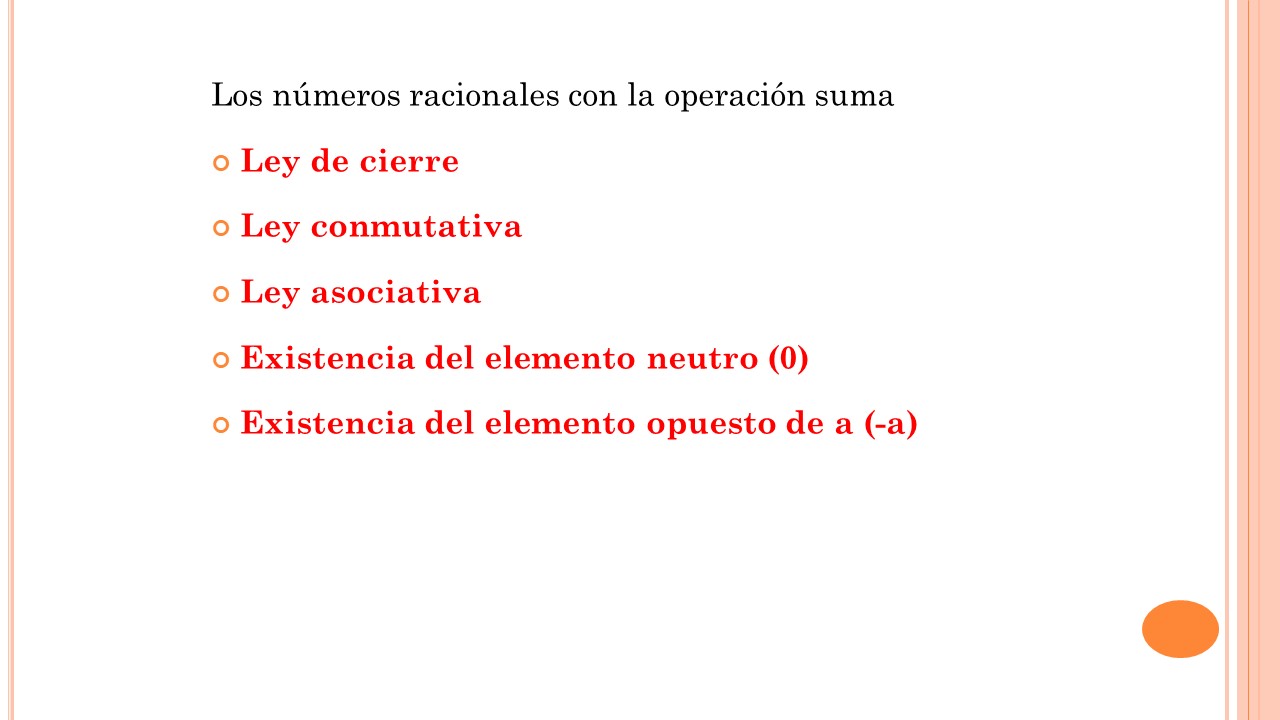 Los números racionales con la operación suma
Ley de cierre
Ley conmutativa
Ley asociativa
Existencia del elemento neutro (0)
Existencia del elemento opuesto de a (-a)